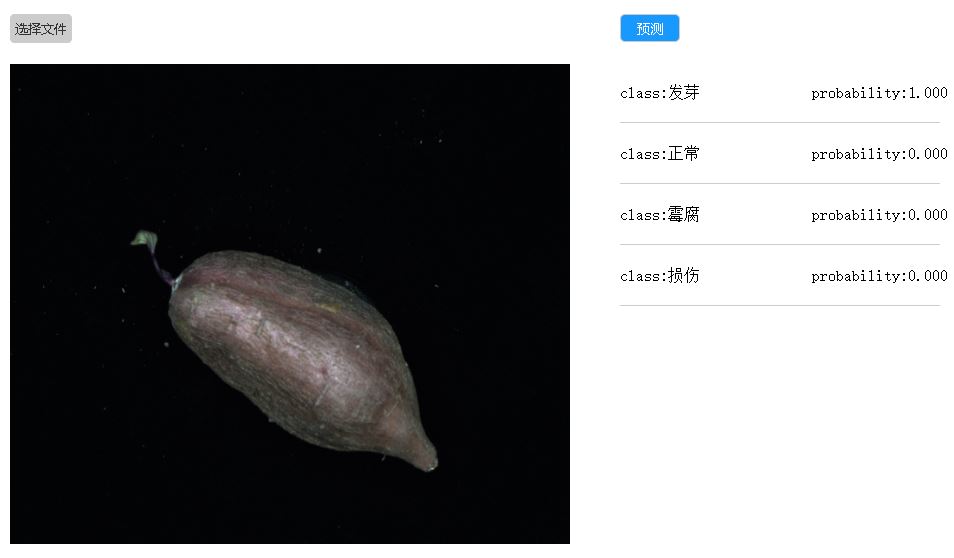 选择文件
预测
class:发芽 probability:1.000
class:正常 probability:0.000
class:霉腐 probability:0.000
class:损伤 probability:0.000